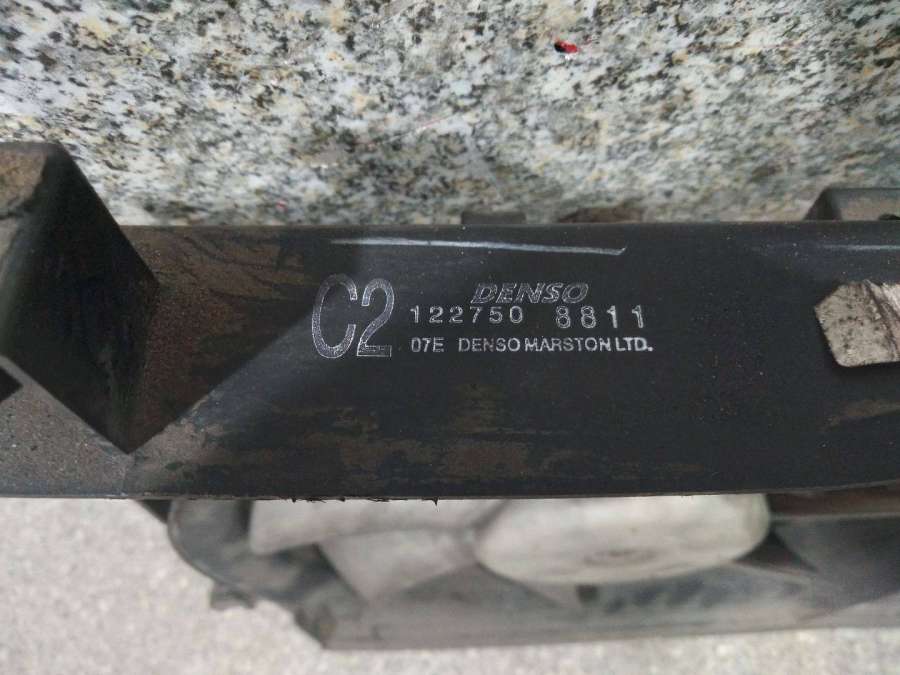 C2
DENSO
122750 8811
07E DENSO MARSTON LTD.